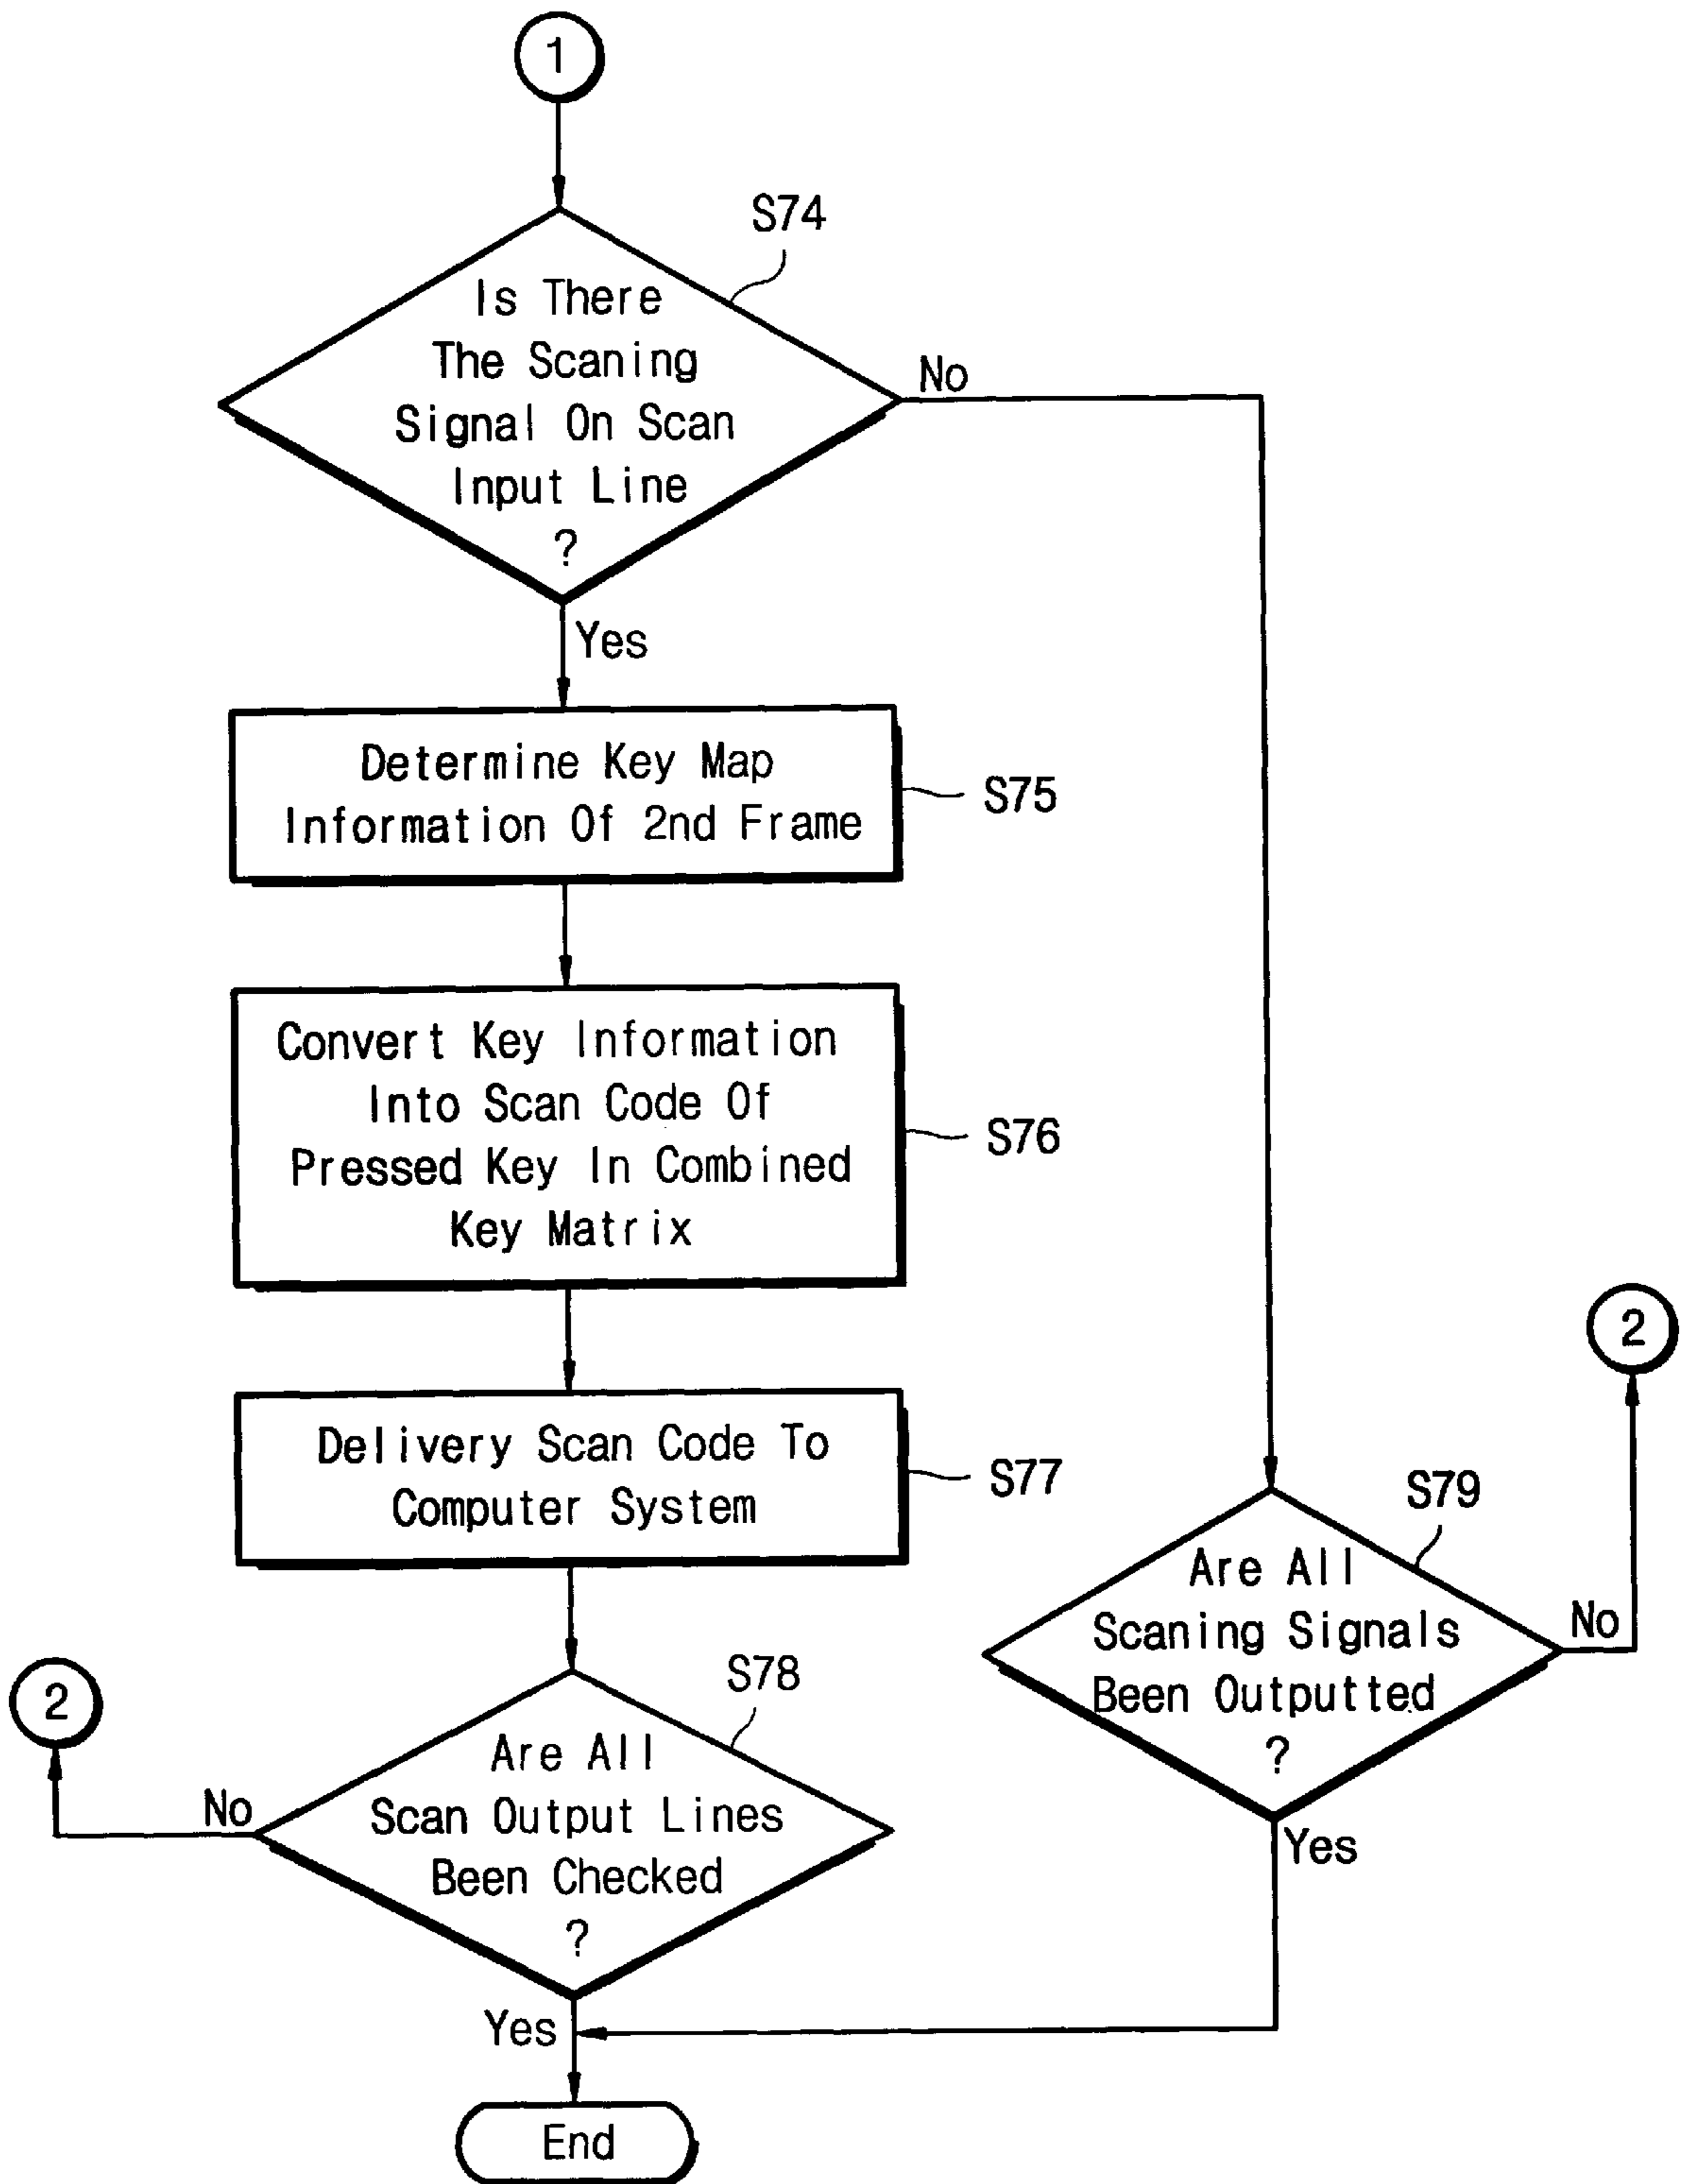 1
S74
Is There
The Scaning
Signal On Scan
Input Line
?
No
Yes
Determine Key Map
Information Of 2nd Frame
S75
Convert Key Information
Into Scan Code Of
Pressed Key In Combined
Key Matrix
S76
Delivery Scan Code To
Computer System
S77
2
S79
Are All
Scaning Signals
Been Outputted
?
No
Yes
2
S78
Are All
Scan Output Lines
Been Checked
?
No
Yes
End